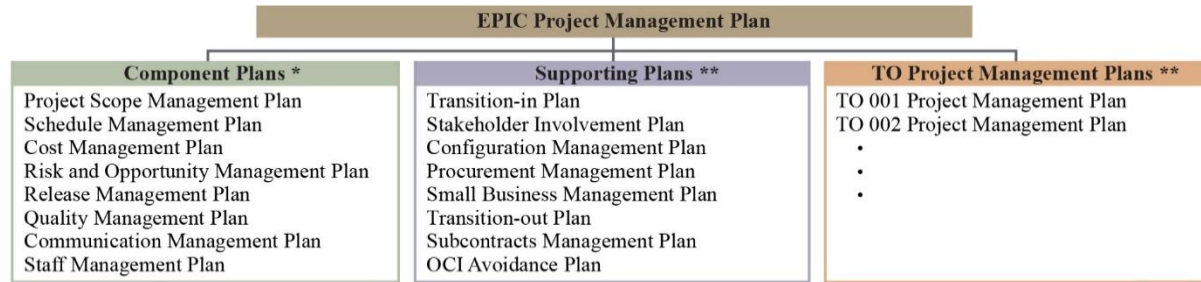 EPIC Project Management Plan
Component Plans *
Project Scope Management Plan
Schedule Management Plan
Cost Management Plan
Risk and Opportunity Management Plan
Release Management Plan
Quality Management Plan
Communication Management Plan
Staff Management Plan
Supporting Plans **
Transition-in Plan
Stakeholder Involvement Plan
Configuration Management Plan
Procurement Management Plan
Small Business Management Plan
Transition-out Plan
Subcontracts Management Plan
OCI Avoidance Plan
TO Project Management Plans **
TO 001 Project Management Plan
TO 002 Project Management Plan
•
•
•